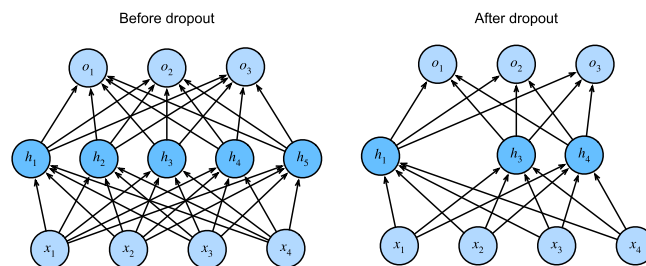 Before dropout
After dropout
o1 o2 o3
o1 o2 o3
h1 h2 h3 h4 h5
h1 h3 h4
x1 x2 x3 x4
x1 x2 x3 x4